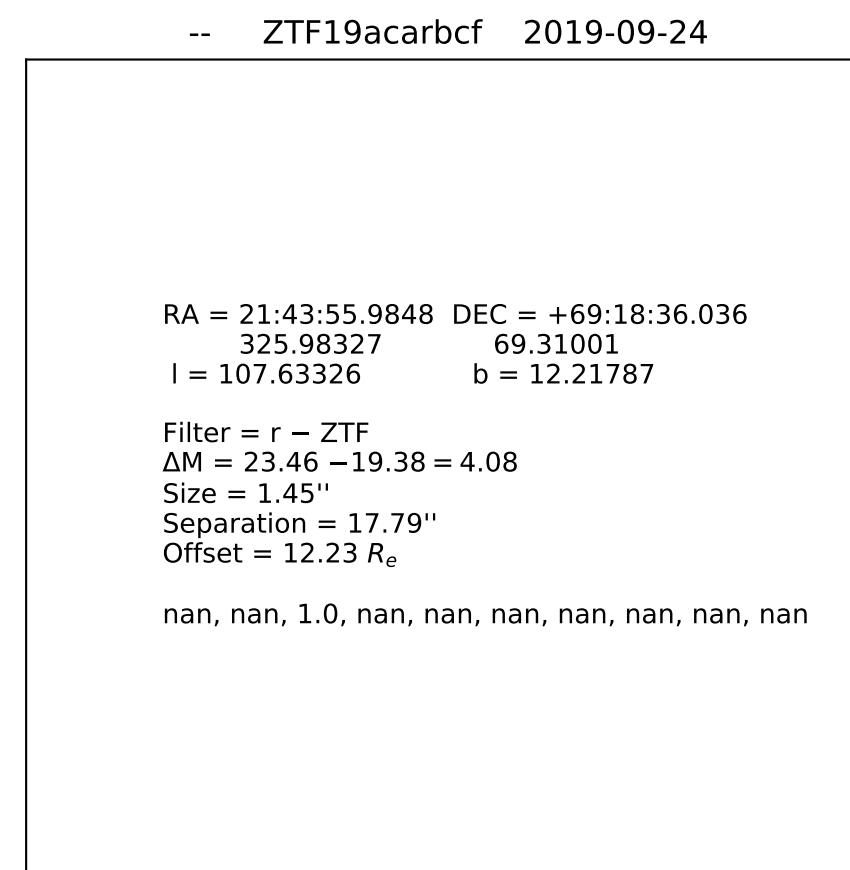 -- ZTF19acarbcf 2019-09-24
RA = 21:43:55.9848 DEC = +69:18:36.036
325.98327 69.31001
l = 107.63326 b = 12.21787
Filter = r − ZTF
ΔM = 23.46 −19.38 = 4.08
Size = 1.45''
Separation = 17.79''
Offset = 12.23 Rₑ
nan, nan, 1.0, nan, nan, nan, nan, nan, nan, nan